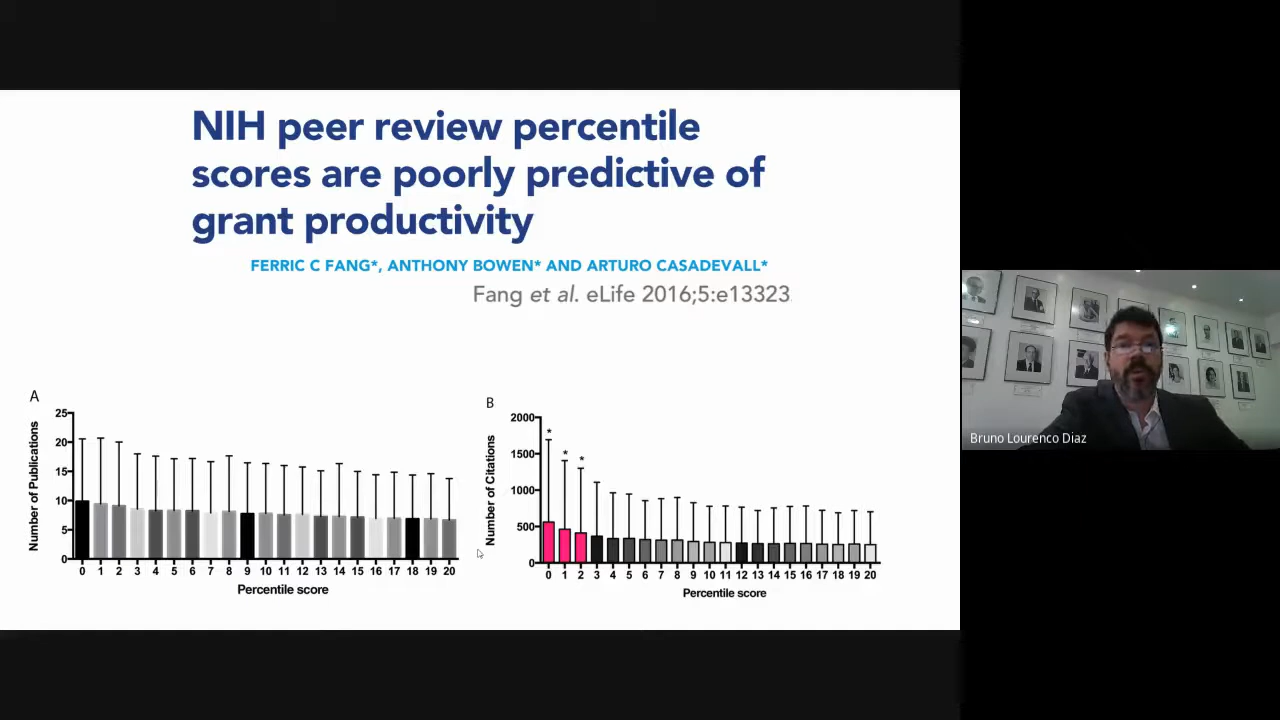 NIH peer review percentile
scores are poorly predictive of
grant productivity
FERRIC C FANG*, ANTHONY BOWEN* AND ARTURO CASADEVALL*
Fang et al. eLife 2016;5:e13323
A
Number of Publications
25
20
15
10
5
0
0 1 2 3 4 5 6 7 8 9 10 11 12 13 14 15 16 17 18 19 20
Percentile score
B
Number of Citations
2000
1500
1000
500
0
* * *
0 1 2 3 4 5 6 7 8 9 10 11 12 13 14 15 16 17 18 19 20
Percentile score
Bruno Lourenco Diaz